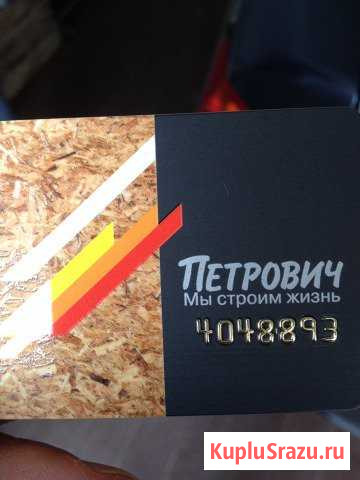 ПЕТРОВИЧ
Мы строим жизнь
4048893
KupluSrazu.ru